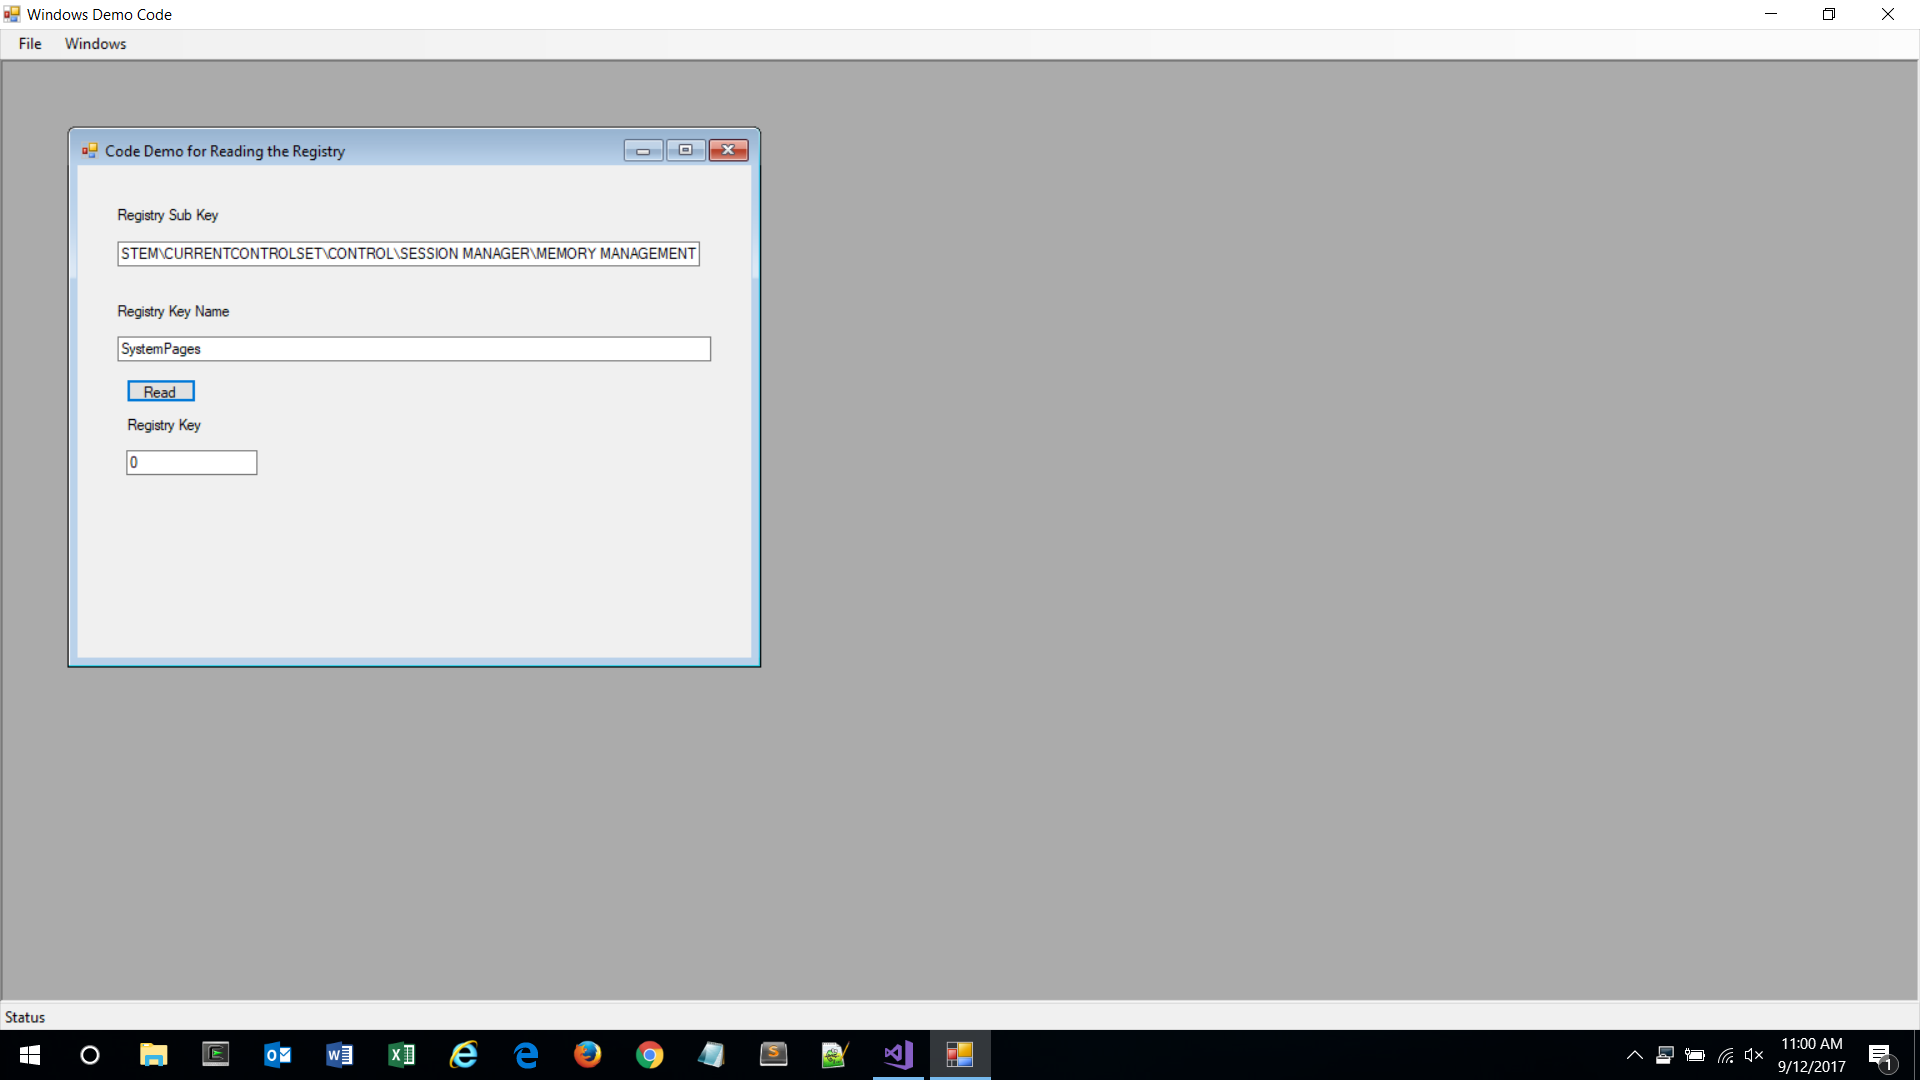 Windows Demo Code
File Windows
Code Demo for Reading the Registry
Registry Sub Key
STEM\CURRENTCONTROLSET\CONTROL\SESSION MANAGER\MEMORY MANAGEMENT
Registry Key Name
SystemPages
Read
Registry Key
0
Status
11:00 AM
9/12/2017
1